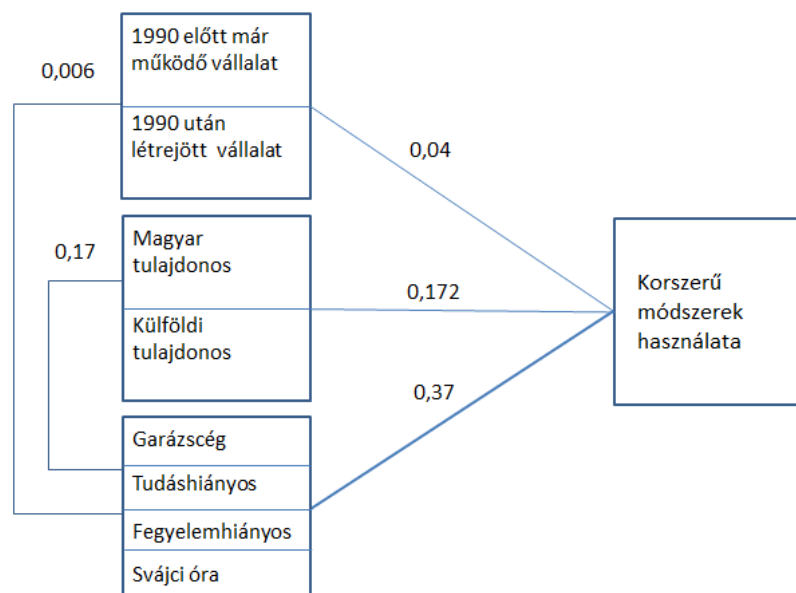 1990 előtt már
működő vállalat
0,006
1990 után
létrejött vállalat
0,04
Magyar
tulajdonos
0,17
Külföldi
tulajdonos
0,172
Korszerű
módszerek
használata
0,37
Garázscég
Tudáshiányos
Fegyelemhiányos
Svájci óra